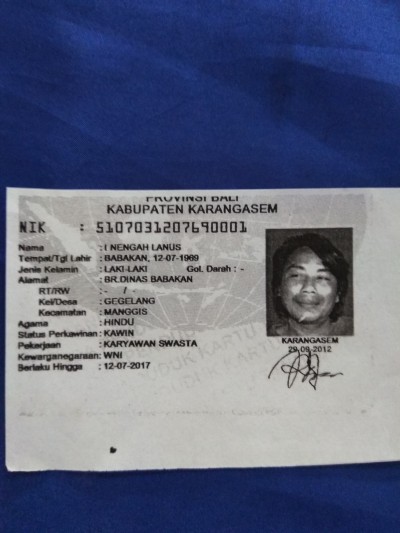 PROVINSI BALI
KABUPATEN KARANGASEM
NIK : 5107031207690001
Nama : I NENGAH LANUS
Tempat/Tgl Lahir : BABAKAN, 12-07-1969
Jenis Kelamin : LAKI-LAKI Gol. Darah : -
Alamat : BR.DINAS BABAKAN
RT/RW : - / -
Kel/Desa : GEGELANG
Kecamatan : MANGGIS
Agama : HINDU
Status Perkawinan : KAWIN
Pekerjaan : KARYAWAN SWASTA
Kewarganegaraan: WNI
Berlaku Hingga : 12-07-2017
KARANGASEM
29-09-2012